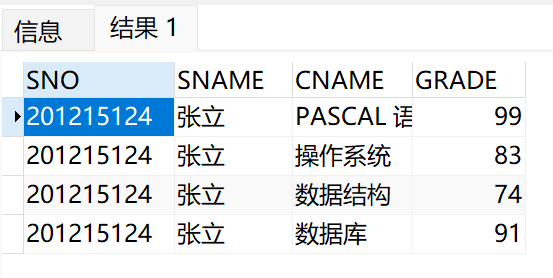 信息 结果 1
SNO SNAME CNAME GRADE
201215124 张立 PASCAL 语 99
201215124 张立 操作系统 83
201215124 张立 数据结构 74
201215124 张立 数据库 91